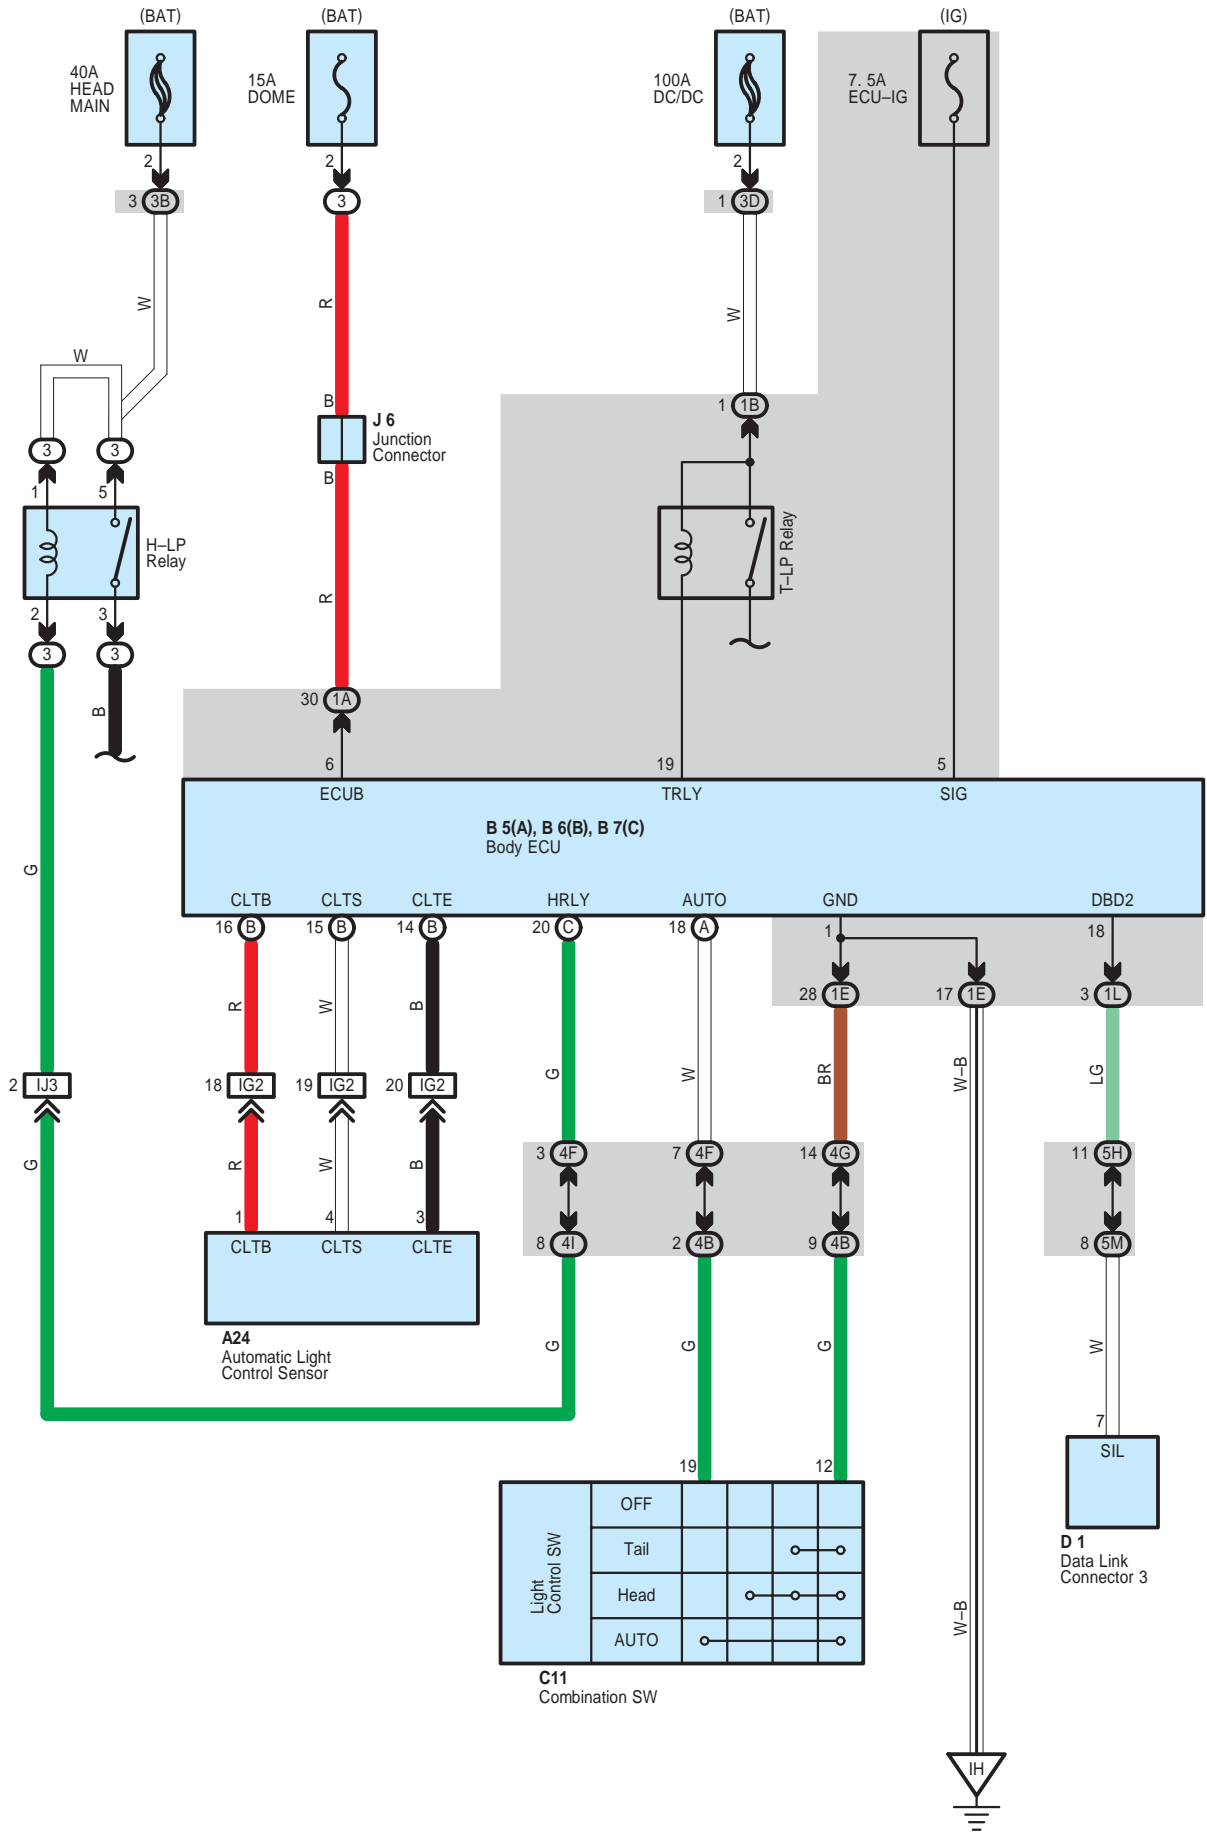 (BAT)
(BAT)
(BAT)
(IG)
40A
HEAD
MAIN
15A
DOME
100A
DC/DC
7. 5A
ECU–IG
2
2
2
3 3B
3
1 3D
W
R
W
W
B
J 6
Junction
Connector
B
1 1B
3
3
1
5
H–LP
Relay
T–LP Relay
2
3
3
3
R
B
30 1A
6
19
5
ECUB
TRLY
SIG
B 5(A), B 6(B), B 7(C)
Body ECU
G
CLTB
CLTS
CLTE
HRLY
AUTO
GND
DBD2
16 B
15 B
14 B
20 C
18 A
1
18
28 1E
17 1E
3 1L
R
W
B
G
W
BR
W–B
LG
2 IJ3
18 IG2
19 IG2
20 IG2
G
R
W
B
3 4F
7 4F
14 4G
11 5H
1
4
3
CLTB
CLTS
CLTE
8 4I
2 4B
9 4B
8 5M
A24
Automatic Light
Control Sensor
G
G
G
W
7
SIL
D 1
Data Link
Connector 3
19
12
Light
Control SW
OFF
Tail
Head
AUTO
W–B
C11
Combination SW
IH